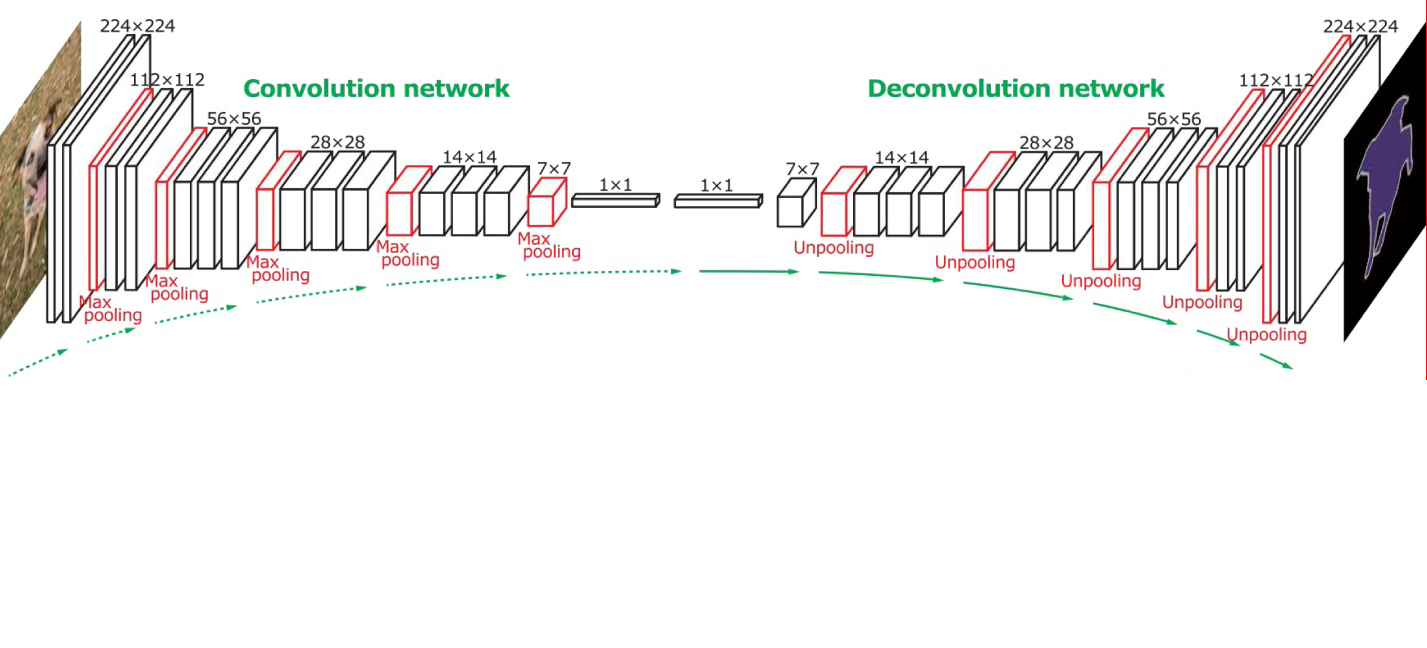 224×224
112×112
Convolution network
56×56
28×28
14×14
7×7
1×1
1×1
Max
pooling
Max
pooling
Max
pooling
Max
pooling
Max
pooling
Deconvolution network
7×7
14×14
28×28
56×56
112×112
224×224
Unpooling
Unpooling
Unpooling
Unpooling
Unpooling